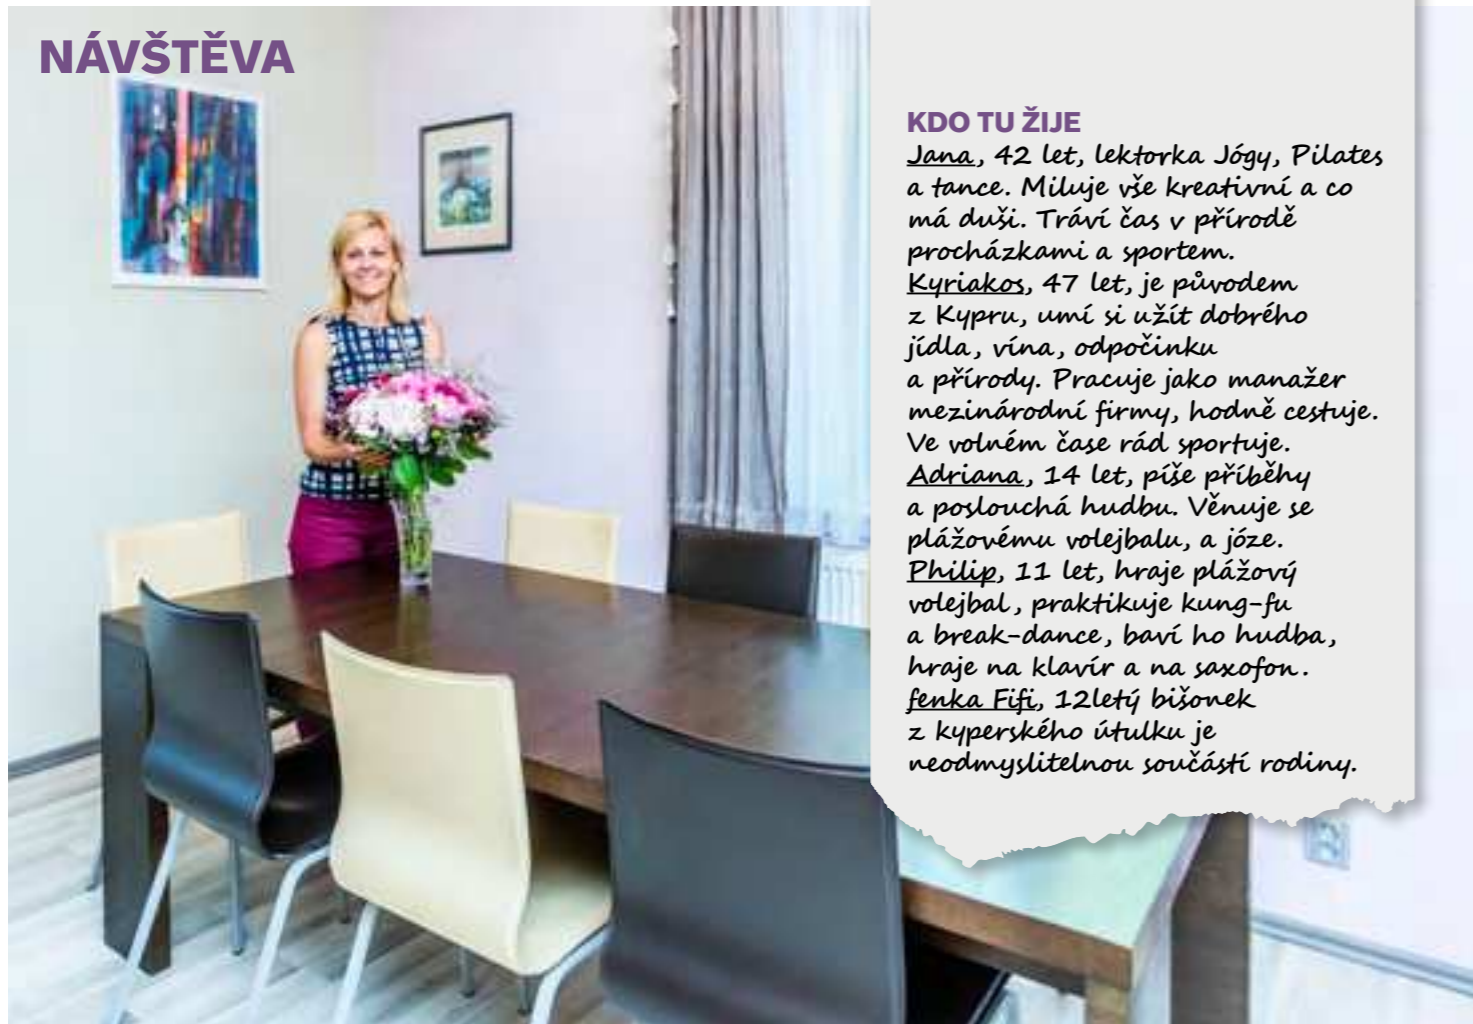 NÁVŠTĚVA
KDO TU ŽIJE
Jana, 42 let, lektorka Jógy, Pilates
a tance. Miluje vše kreativní a co
má duši. Tráví čas v přírodě
procházkami a sportem.
Kyriakos, 47 let, je původem
z Kypru, umí si užít dobrého
jídla, vína, odpočinku
a přírody. Pracuje jako manažer
mezinárodní firmy, hodně cestuje.
Ve volném čase rád sportuje.
Adriana, 14 let, píše příběhy
a poslouchá hudbu. Věnuje se
plážovému volejbalu, a józe.
Philip, 11 let, hraje plážový
volejbal, praktikuje kung-fu
a break-dance, baví ho hudba,
hraje na klavír a na saxofon.
fenka Fifi, 12letý bišonek
z kyperského útulku je
neodmyslitelnou součástí rodiny.